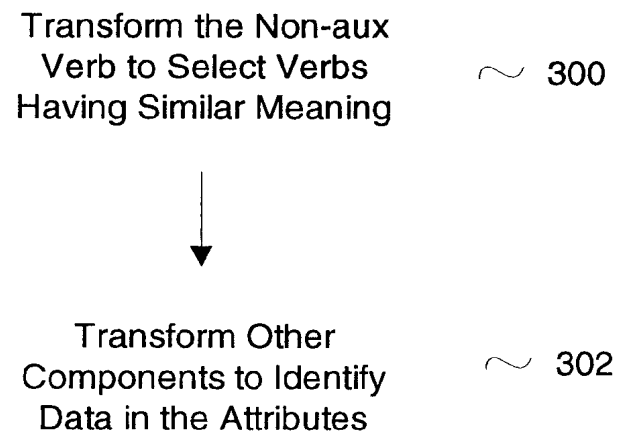 Transform the Non-aux
Verb to Select Verbs
Having Similar Meaning
300
Transform Other
Components to Identify
Data in the Attributes
302